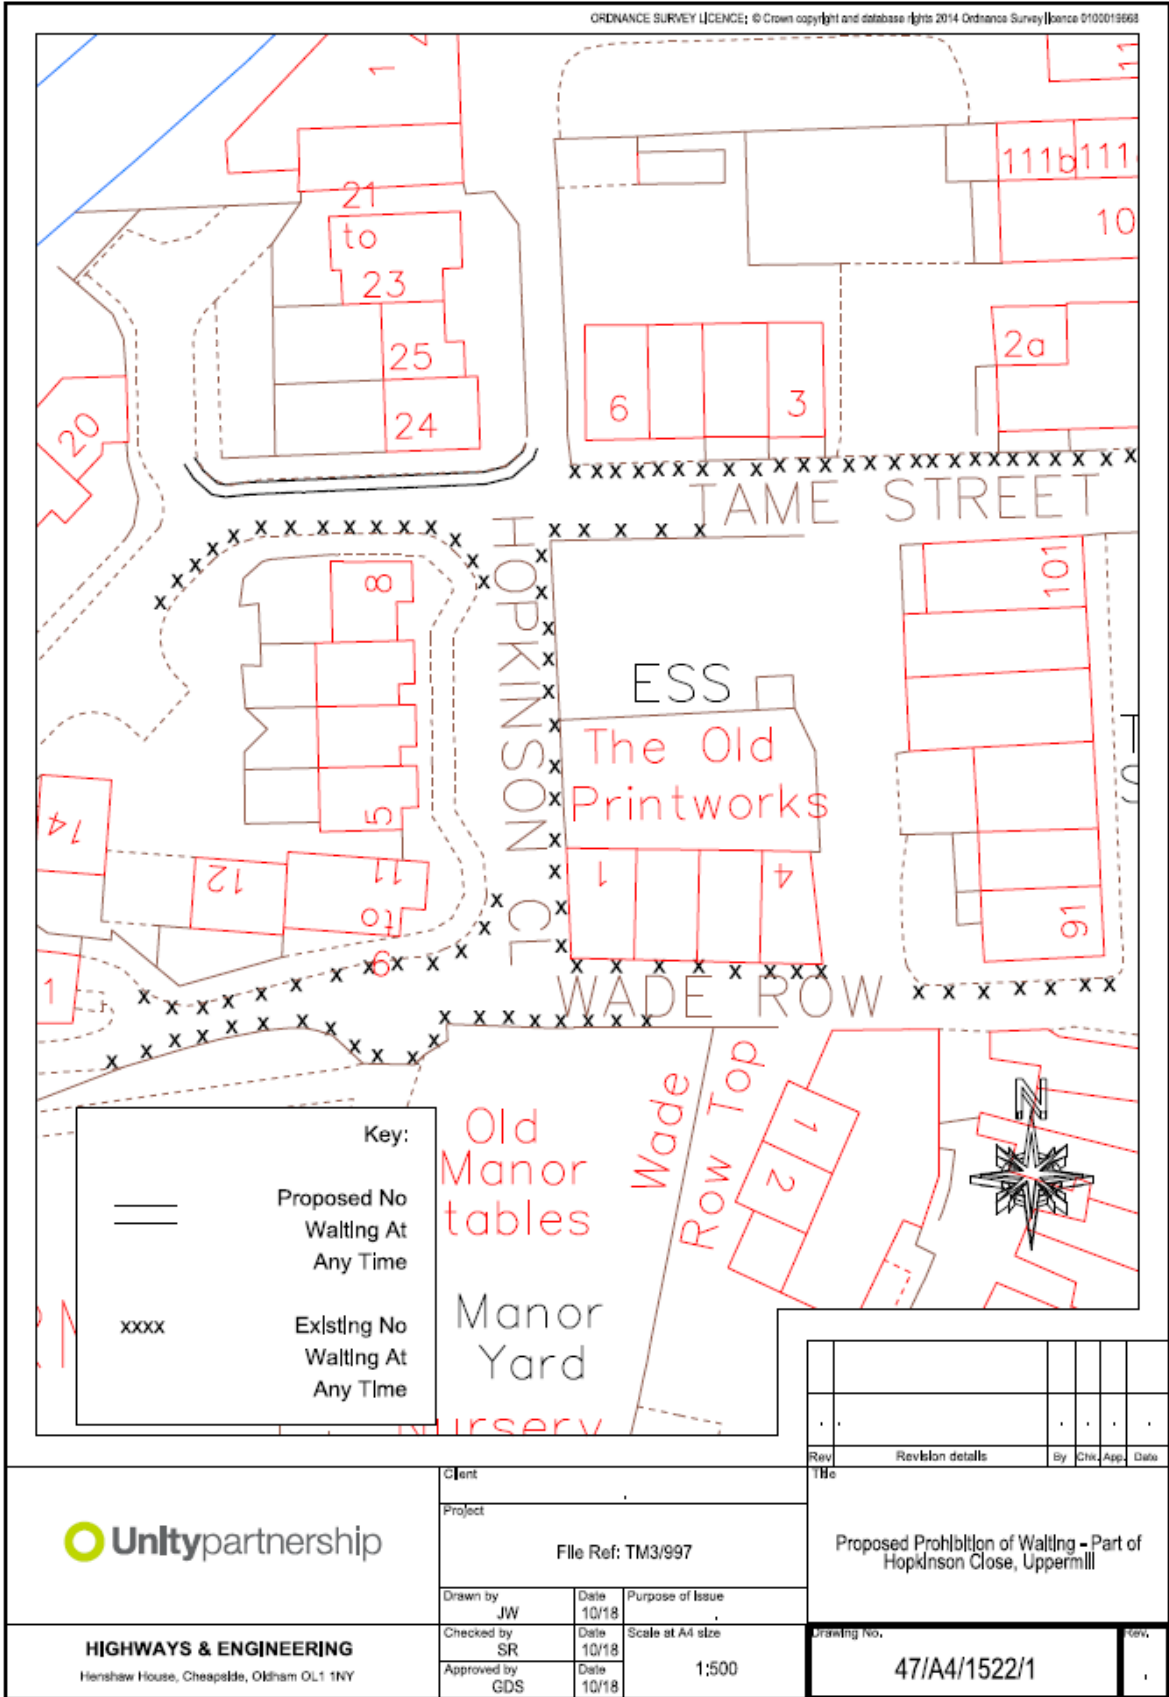 ORDNANCE SURVEY LICENCE: © Crown copyright and database rights 2014 Ordnance Survey licence 0100019668
1
21
to
23
25
24
20
6
3
111b
111
10
2a
TAME STREET
HOPKINSON CL
8
5
ESS
The Old
Printworks
101
91
14
12
11
to
9
1
1
4
WADE ROW
Wade
Row Top
1
2
N
Old
Manor
tables
Manor
Yard
Nursery
Key:
Proposed No
Waiting At
Any Time
xxxx
Existing No
Waiting At
Any Time
Rev
Revision details
By
Chk.
App.
Date
Unitypartnership
HIGHWAYS & ENGINEERING
Henshaw House, Cheapside, Oldham OL1 1NY
Client
Project
File Ref: TM3/997
Drawn by
JW
Date
10/18
Purpose of Issue
Checked by
SR
Date
10/18
Scale at A4 size
1:500
Approved by
GDS
Date
10/18
Title
Proposed Prohibition of Waiting - Part of
Hopkinson Close, Uppermill
Drawing No.
47/A4/1522/1
Rev.